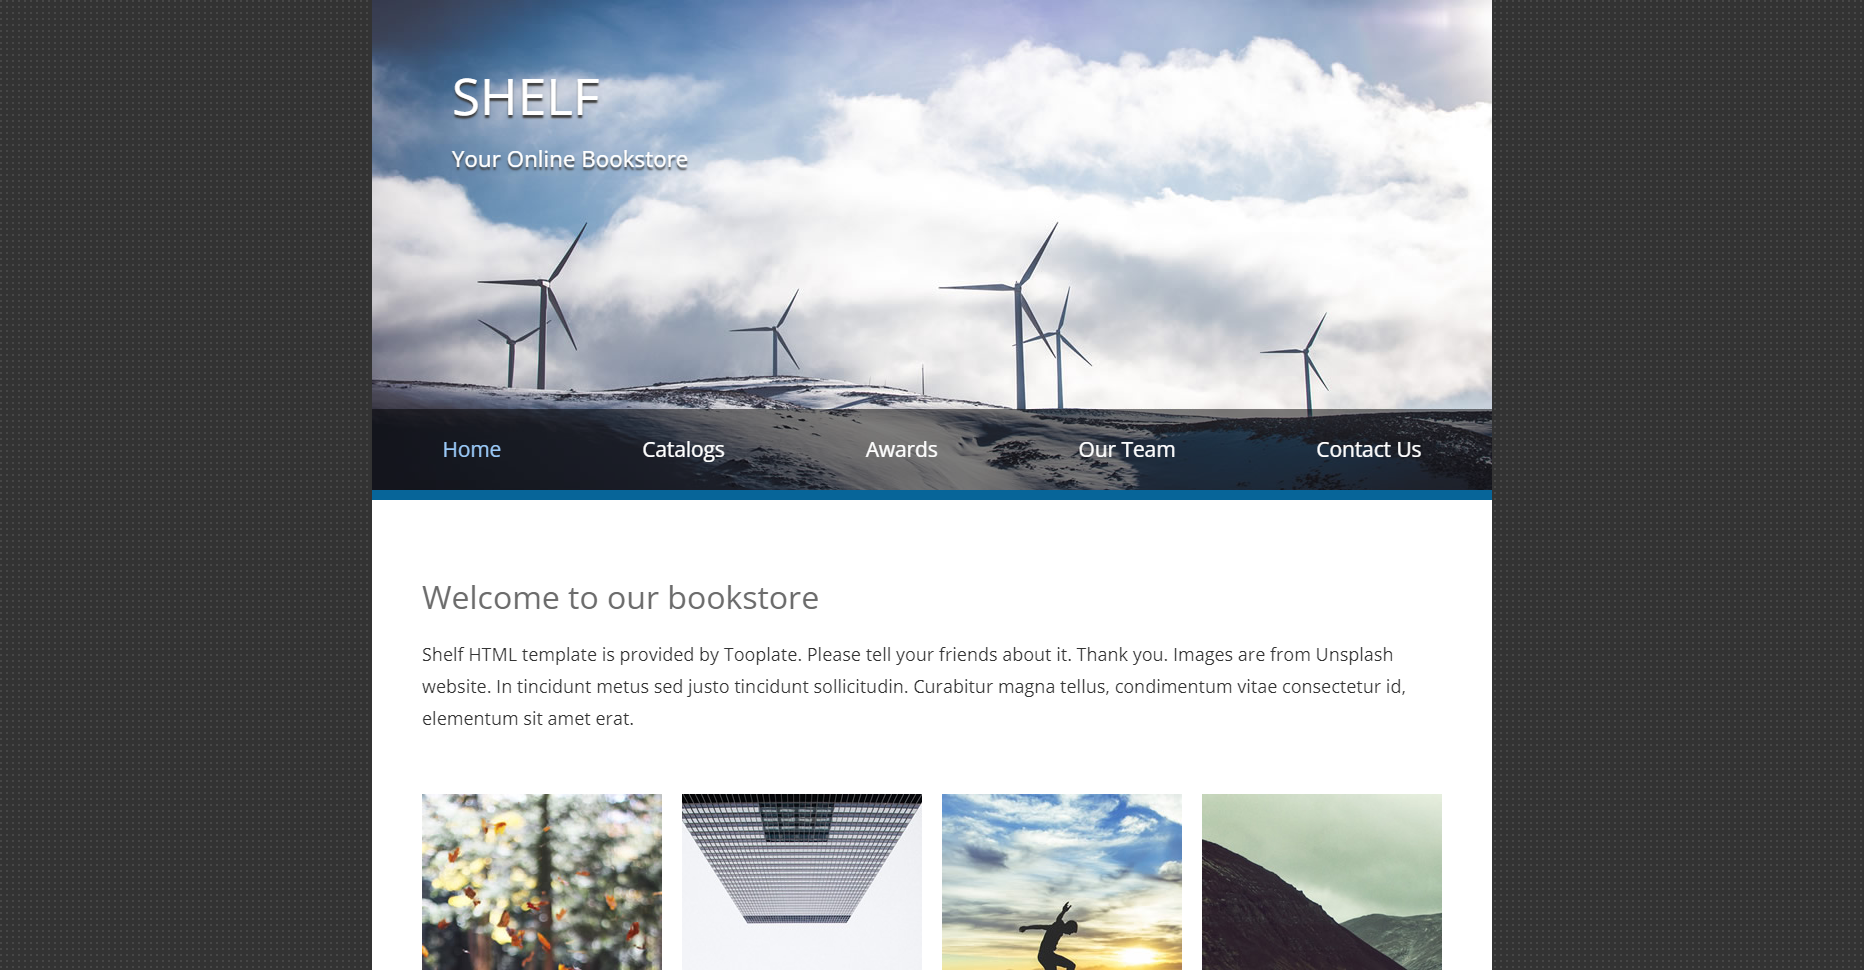 SHELF
Your Online Bookstore
Home Catalogs Awards Our Team Contact Us
Welcome to our bookstore
Shelf HTML template is provided by Tooplate. Please tell your friends about it. Thank you. Images are from Unsplash
website. In tincidunt metus sed justo tincidunt sollicitudin. Curabitur magna tellus, condimentum vitae consectetur id,
elementum sit amet erat.